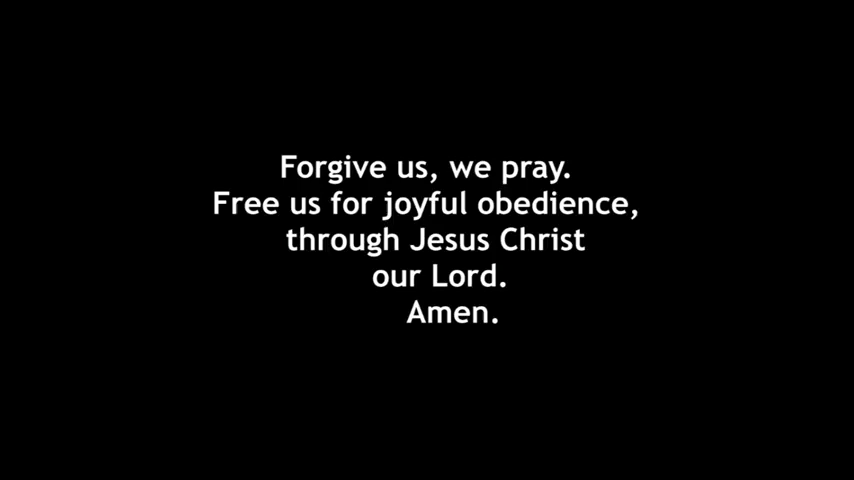 Forgive us, we pray.
Free us for joyful obedience,
through Jesus Christ
our Lord.
Amen.